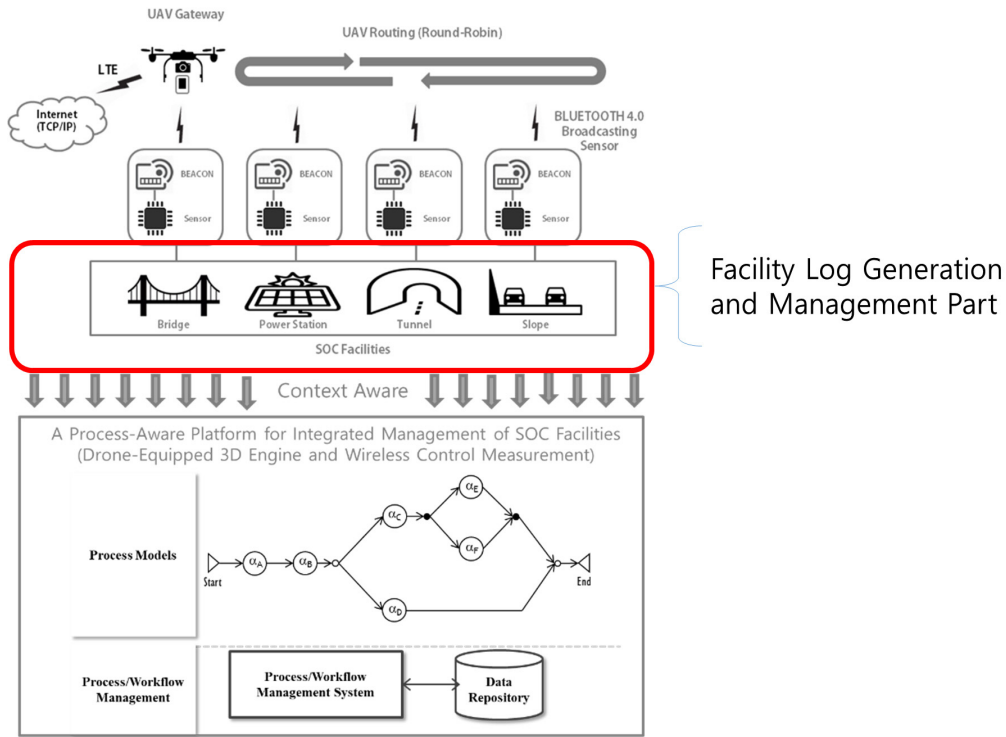 UAV Gateway
UAV Routing (Round-Robin)
LTE
Internet
(TCP/IP)
BLUETOOTH 4.0
Broadcasting
Sensor
BEACON
BEACON
BEACON
BEACON
Sensor
Sensor
Sensor
Sensor
Bridge
Power Station
Tunnel
Slope
SOC Facilities
Facility Log Generation
and Management Part
Context Aware
A Process-Aware Platform for Integrated Management of SOC Facilities
(Drone-Equipped 3D Engine and Wireless Control Measurement)
Process Models
Start
αA
αB
αC
αD
αE
αF
End
Process/Workflow
Management
Process/Workflow
Management System
Data
Repository